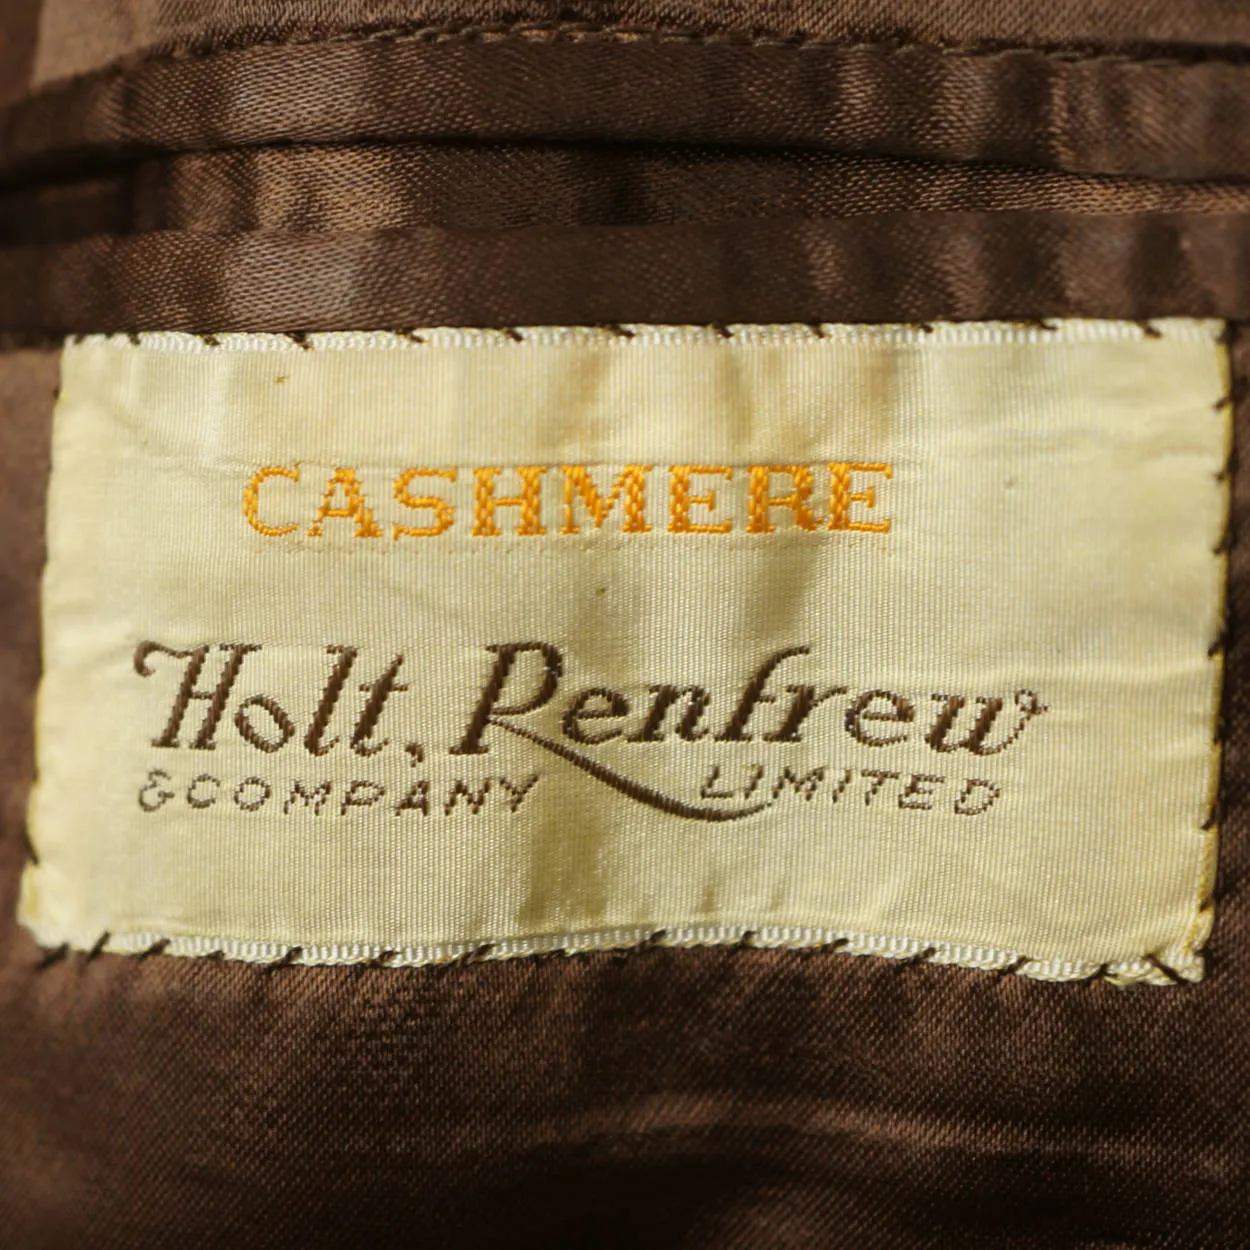 CASHMERE
Holt, Renfrew
& COMPANY LIMITED